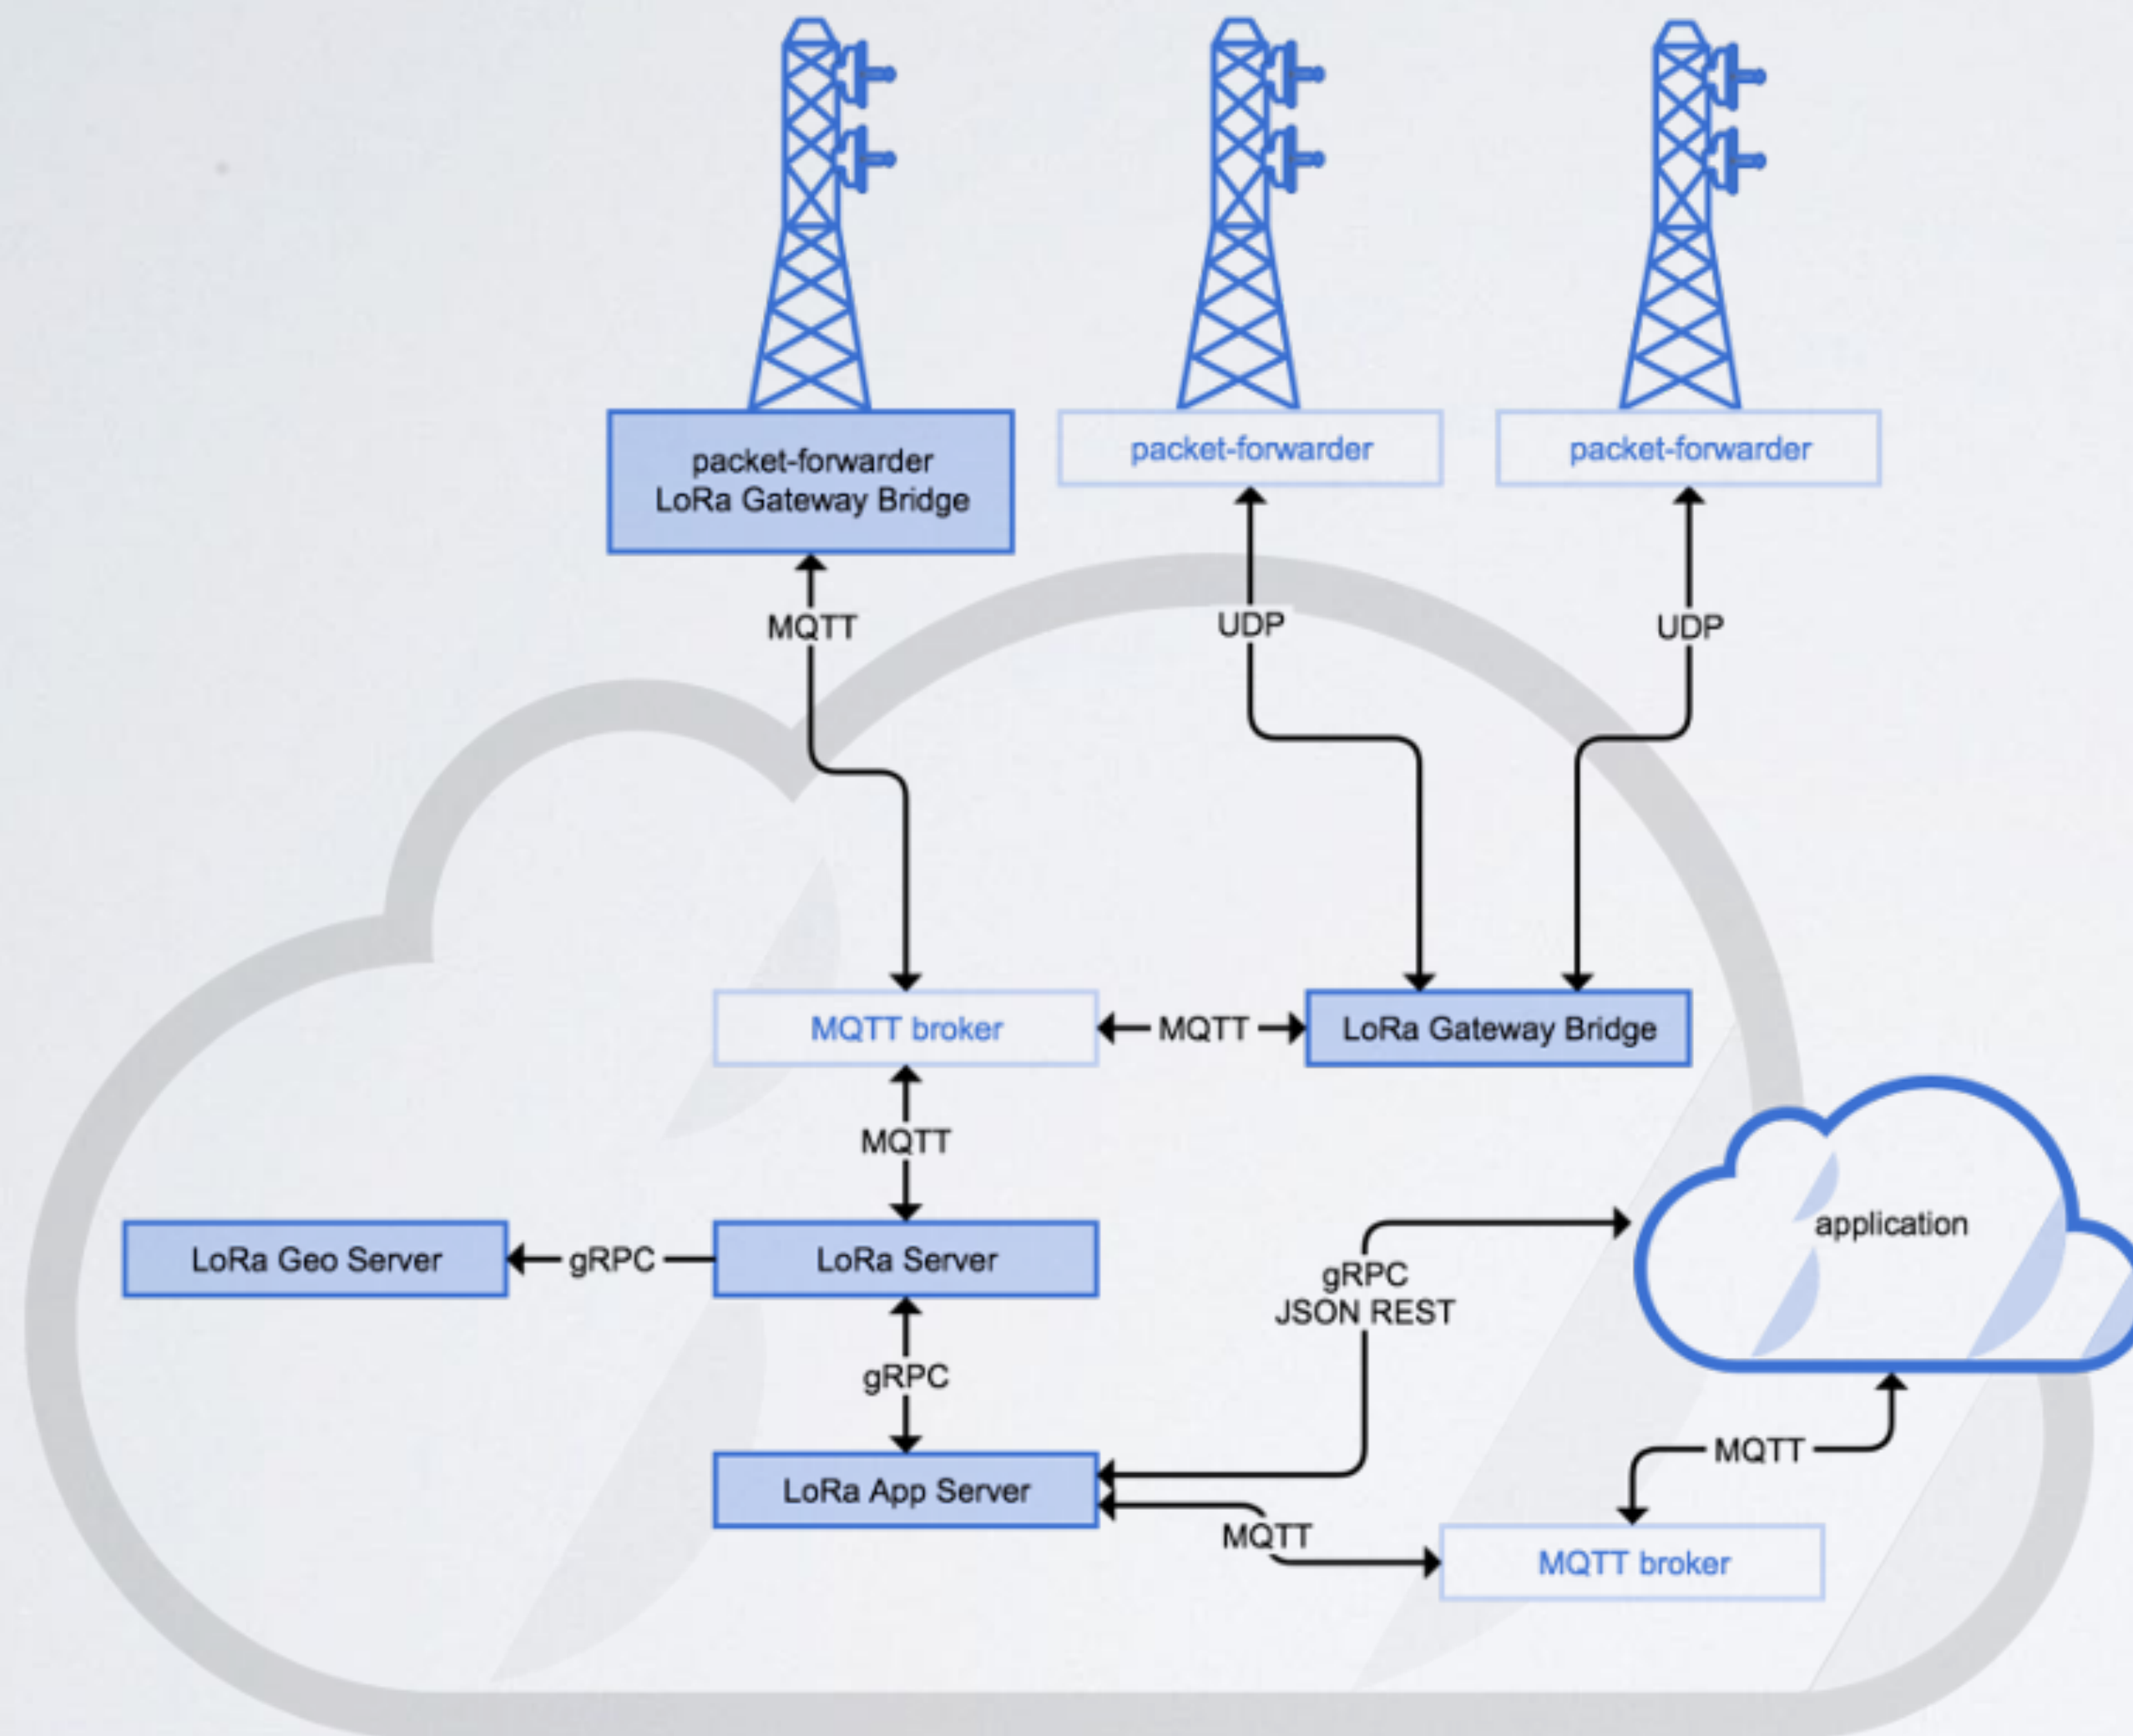 packet-forwarder
LoRa Gateway Bridge
packet-forwarder
packet-forwarder
MQTT
UDP
UDP
MQTT broker
MQTT
LoRa Gateway Bridge
MQTT
LoRa Geo Server
gRPC
LoRa Server
application
gRPC
JSON REST
gRPC
MQTT
LoRa App Server
MQTT
MQTT broker